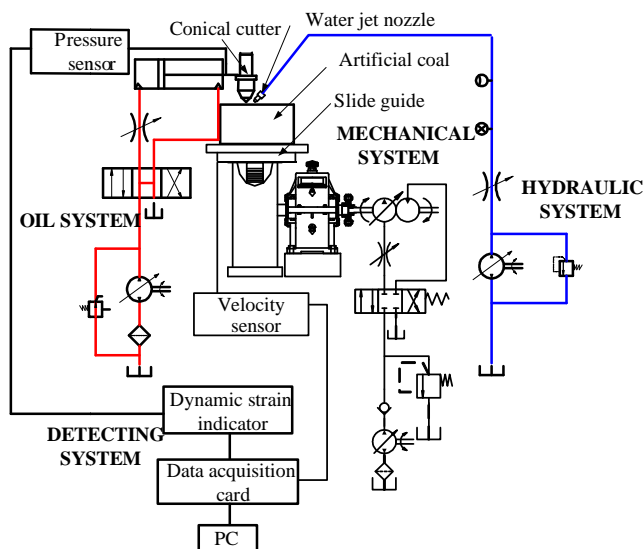 Water jet nozzle
Conical cutter
Pressure
sensor
Artificial coal
Slide guide
MECHANICAL
SYSTEM
HYDRAULIC
SYSTEM
OIL SYSTEM
Velocity
sensor
Dynamic strain
indicator
DETECTING
SYSTEM
Data acquisition
card
PC